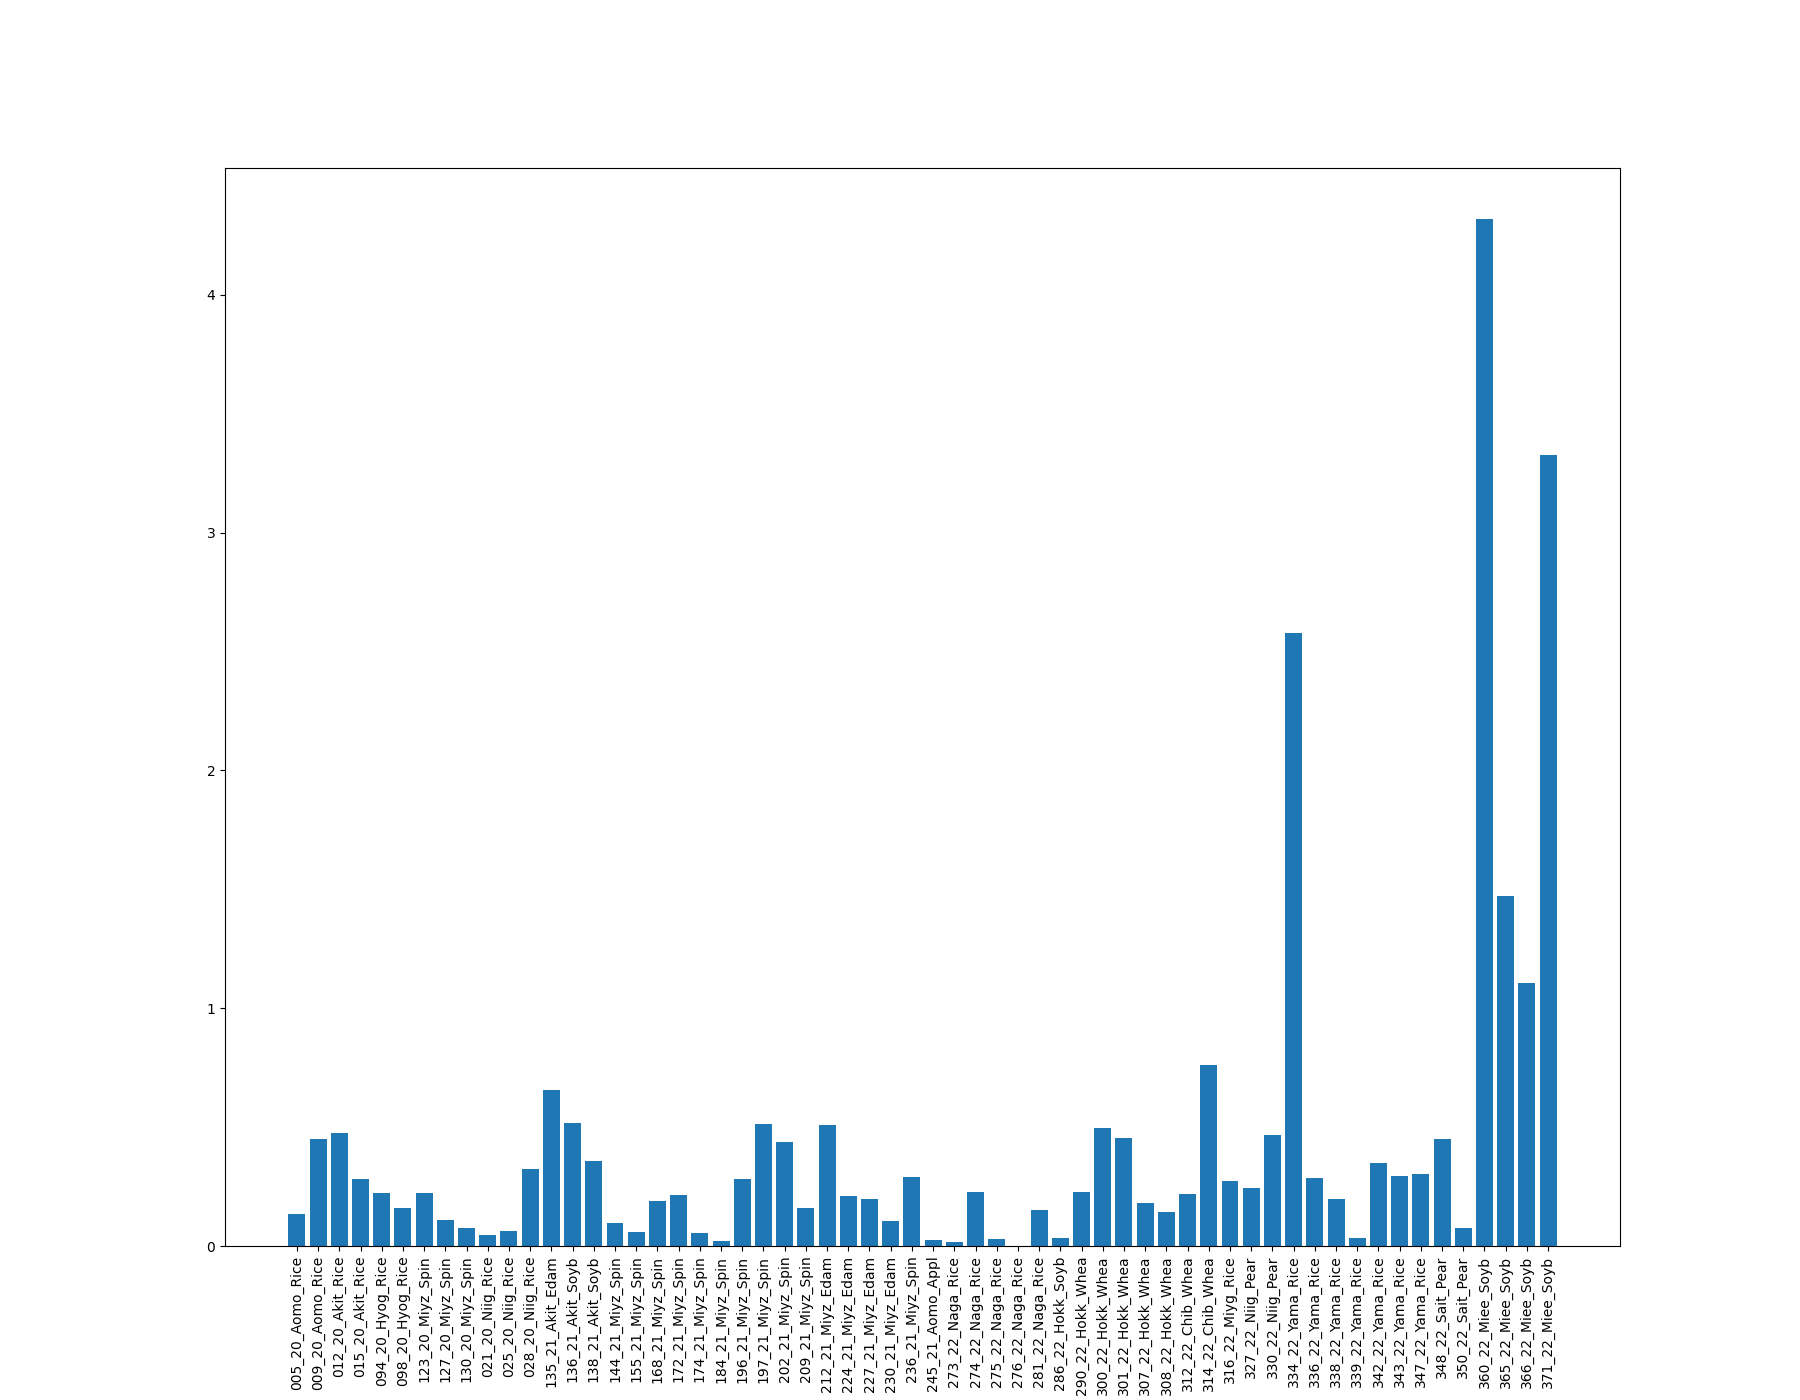 4
3
2
1
0
005_20_Aomo_Rice
009_20_Aomo_Rice
012_20_Akit_Rice
015_20_Akit_Rice
094_20_Hyog_Rice
098_20_Hyog_Rice
123_20_Miyz_Spin
127_20_Miyz_Spin
130_20_Miyz_Spin
021_20_Niig_Rice
025_20_Niig_Rice
028_20_Niig_Rice
135_21_Akit_Edam
136_21_Akit_Soyb
138_21_Akit_Soyb
144_21_Miyz_Spin
155_21_Miyz_Spin
168_21_Miyz_Spin
172_21_Miyz_Spin
174_21_Miyz_Spin
184_21_Miyz_Spin
196_21_Miyz_Spin
197_21_Miyz_Spin
202_21_Miyz_Spin
209_21_Miyz_Spin
212_21_Miyz_Edam
224_21_Miyz_Edam
227_21_Miyz_Edam
230_21_Miyz_Edam
236_21_Miyz_Spin
245_21_Aomo_Appl
273_22_Naga_Rice
274_22_Naga_Rice
275_22_Naga_Rice
276_22_Naga_Rice
281_22_Naga_Rice
286_22_Hokk_Soyb
290_22_Hokk_Whea
300_22_Hokk_Whea
301_22_Hokk_Whea
307_22_Hokk_Whea
308_22_Hokk_Whea
312_22_Chib_Whea
314_22_Chib_Whea
316_22_Miyg_Rice
327_22_Niig_Pear
330_22_Niig_Pear
334_22_Yama_Rice
336_22_Yama_Rice
338_22_Yama_Rice
339_22_Yama_Rice
342_22_Yama_Rice
343_22_Yama_Rice
347_22_Yama_Rice
348_22_Sait_Pear
350_22_Sait_Pear
360_22_Miee_Soyb
365_22_Miee_Soyb
366_22_Miee_Soyb
371_22_Miee_Soyb